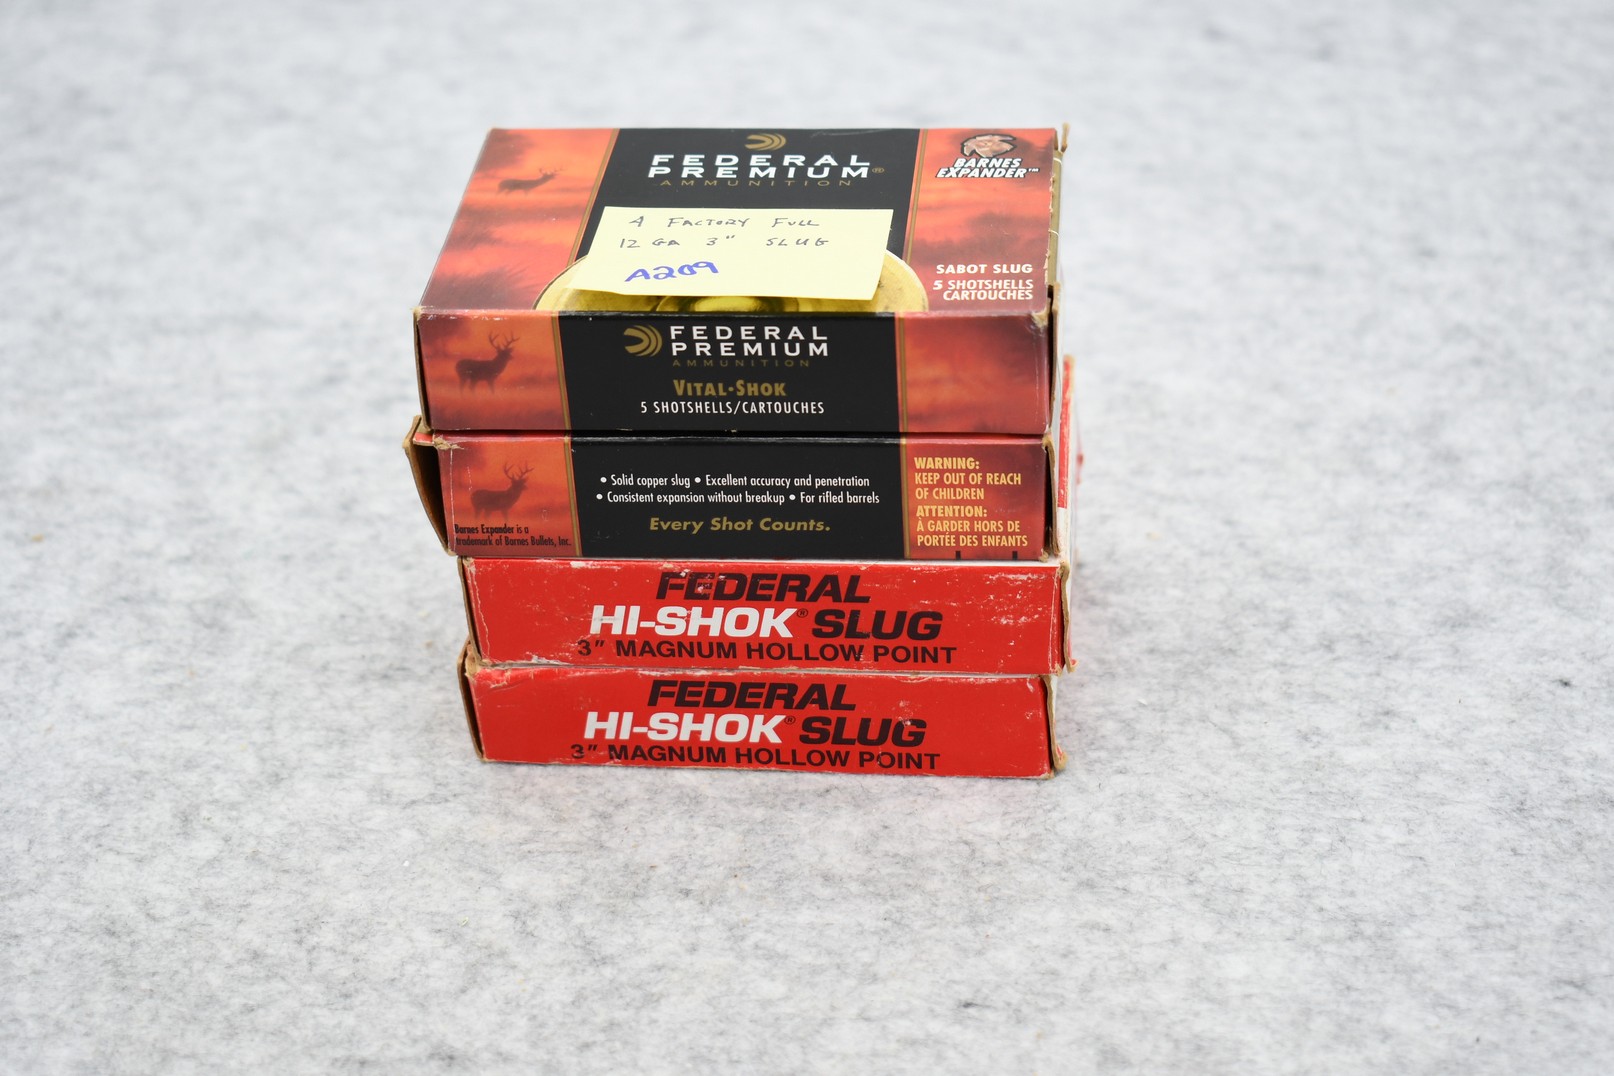 FEDERAL
PREMIUM®
AMMUNITION
BARNES
EXPANDER™
4 FACTORY FULL
12 GA 3" SLUG
A209
SABOT SLUG
5 SHOTSHELLS
CARTOUCHES
FEDERAL
PREMIUM
AMMUNITION
VITAL·SHOK
5 SHOTSHELLS/CARTOUCHES
• Solid copper slug • Excellent accuracy and penetration
• Consistent expansion without breakup • For rifled barrels
Every Shot Counts.
Barnes Expander is a
trademark of Barnes Bullets, Inc.
WARNING:
KEEP OUT OF REACH
OF CHILDREN
ATTENTION:
À GARDER HORS DE
PORTÉE DES ENFANTS
FEDERAL
HI-SHOK® SLUG
3" MAGNUM HOLLOW POINT
FEDERAL
HI-SHOK® SLUG
3" MAGNUM HOLLOW POINT